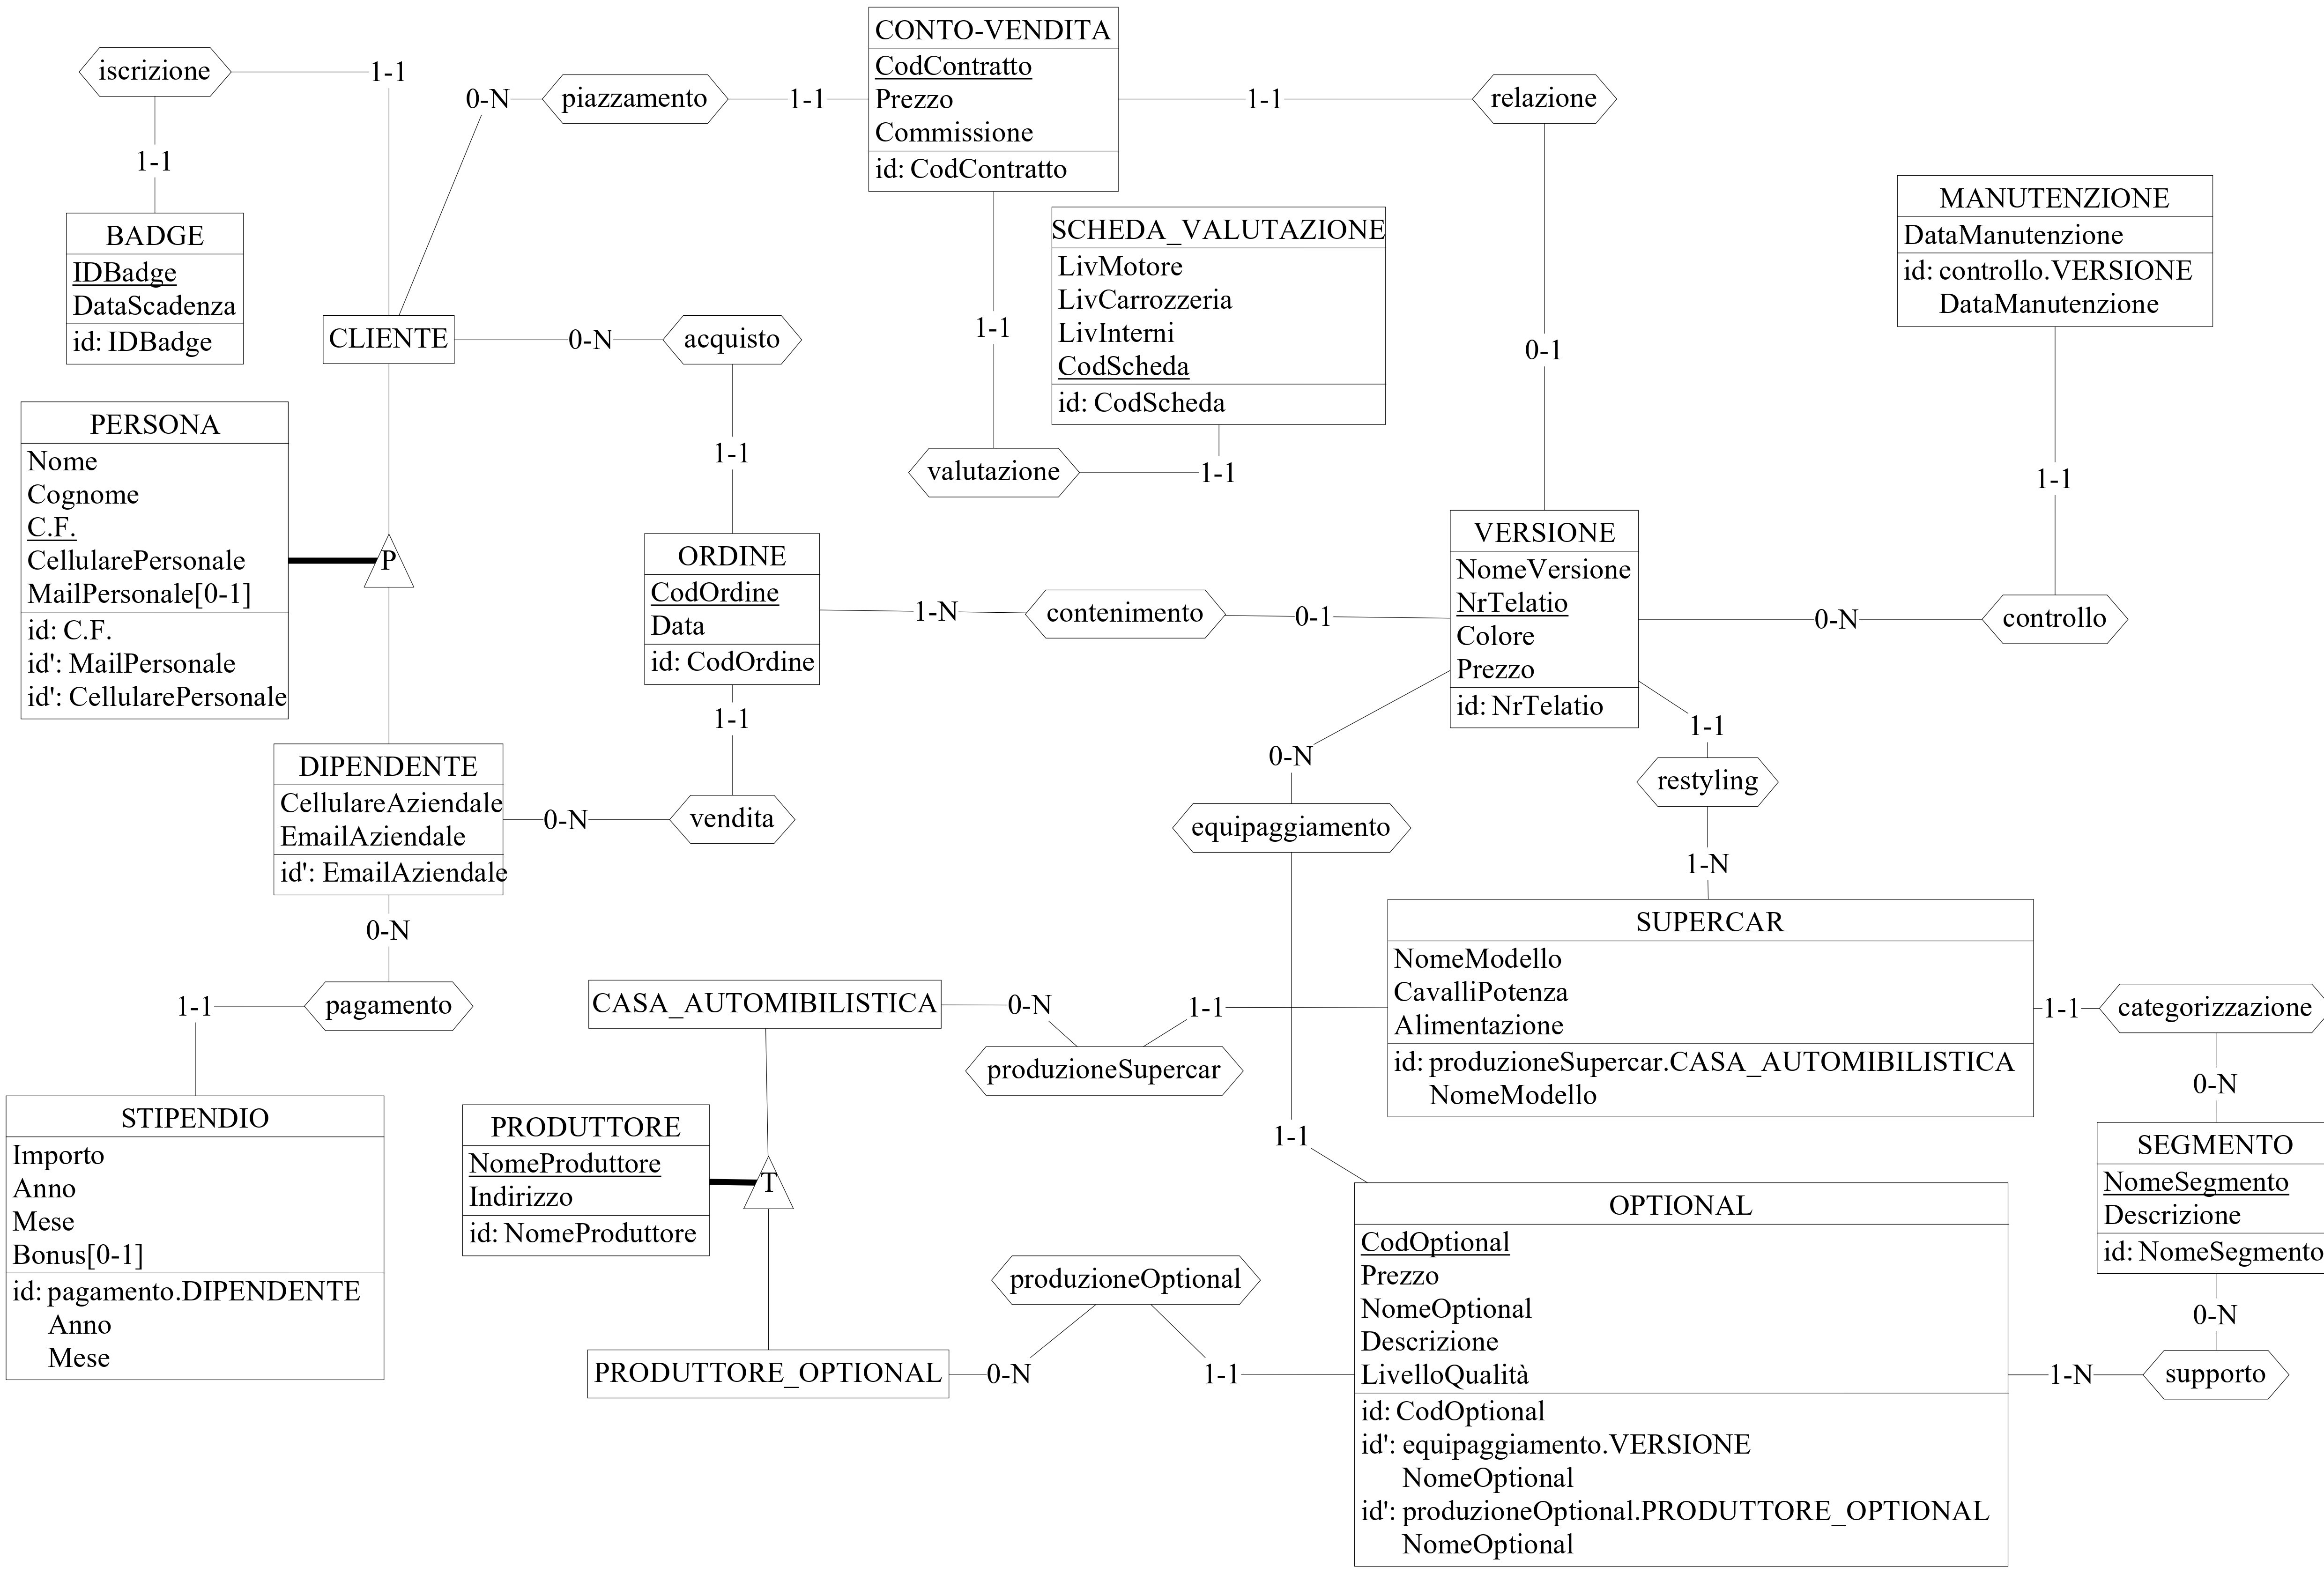 CONTO-VENDITA
CodContratto
Prezzo
Commissione
id: CodContratto
iscrizione
1-1
0-N
piazzamento
1-1
1-1
relazione
1-1
BADGE
IDBadge
DataScadenza
id: IDBadge
MANUTENZIONE
DataManutenzione
id: controllo.VERSIONE
DataManutenzione
SCHEDA_VALUTAZIONE
LivMotore
LivCarrozzeria
LivInterni
CodScheda
id: CodScheda
CLIENTE
0-N
acquisto
1-1
0-1
PERSONA
Nome
Cognome
C.F.
CellularePersonale
MailPersonale[0-1]
id: C.F.
id': MailPersonale
id': CellularePersonale
P
1-1
valutazione
1-1
1-1
ORDINE
CodOrdine
Data
id: CodOrdine
1-N
contenimento
0-1
VERSIONE
NomeVersione
NrTelatio
Colore
Prezzo
id: NrTelatio
0-N
controllo
1-1
DIPENDENTE
CellulareAziendale
EmailAziendale
id': EmailAziendale
0-N
vendita
0-N
equipaggiamento
1-1
restyling
1-N
0-N
pagamento
1-1
CASA_AUTOMIBILISTICA
0-N
produzioneSupercar
1-1
SUPERCAR
NomeModello
CavalliPotenza
Alimentazione
id: produzioneSupercar.CASA_AUTOMIBILISTICA
NomeModello
1-1
categorizzazione
0-N
STIPENDIO
Importo
Anno
Mese
Bonus[0-1]
id: pagamento.DIPENDENTE
Anno
Mese
PRODUTTORE
NomeProduttore
Indirizzo
id: NomeProduttore
T
1-1
SEGMENTO
NomeSegmento
Descrizione
id: NomeSegmento
0-N
produzioneOptional
PRODUTTORE_OPTIONAL
0-N
1-1
OPTIONAL
CodOptional
Prezzo
NomeOptional
Descrizione
LivelloQualità
id: CodOptional
id': equipaggiamento.VERSIONE
NomeOptional
id': produzioneOptional.PRODUTTORE_OPTIONAL
NomeOptional
1-N
supporto